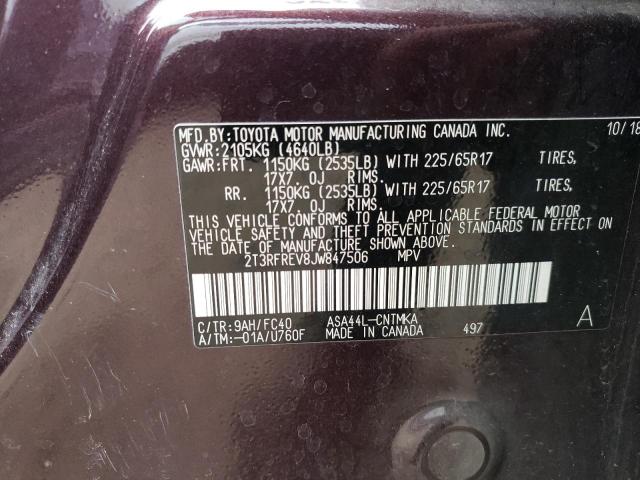 MFD.BY:TOYOTA MOTOR MANUFACTURING CANADA INC. 10/18
GVWR:2105KG (4640LB)
GAWR:FRT. 1150KG (2535LB) WITH 225/65R17 TIRES,
17X7. 0J RIMS.
RR. 1150KG (2535LB) WITH 225/65R17 TIRES,
17X7. 0J RIMS.
THIS VEHICLE CONFORMS TO ALL APPLICABLE FEDERAL MOTOR
VEHICLE SAFETY AND THEFT PREVENTION STANDARDS IN EFFECT ON
THE DATE OF MANUFACTURE SHOWN ABOVE.
2T3RFREV8JW847506 MPV
C/TR:9AH/FC40 ASA44L-CNTMKA A
A/TM:-01A/U760F MADE IN CANADA 497